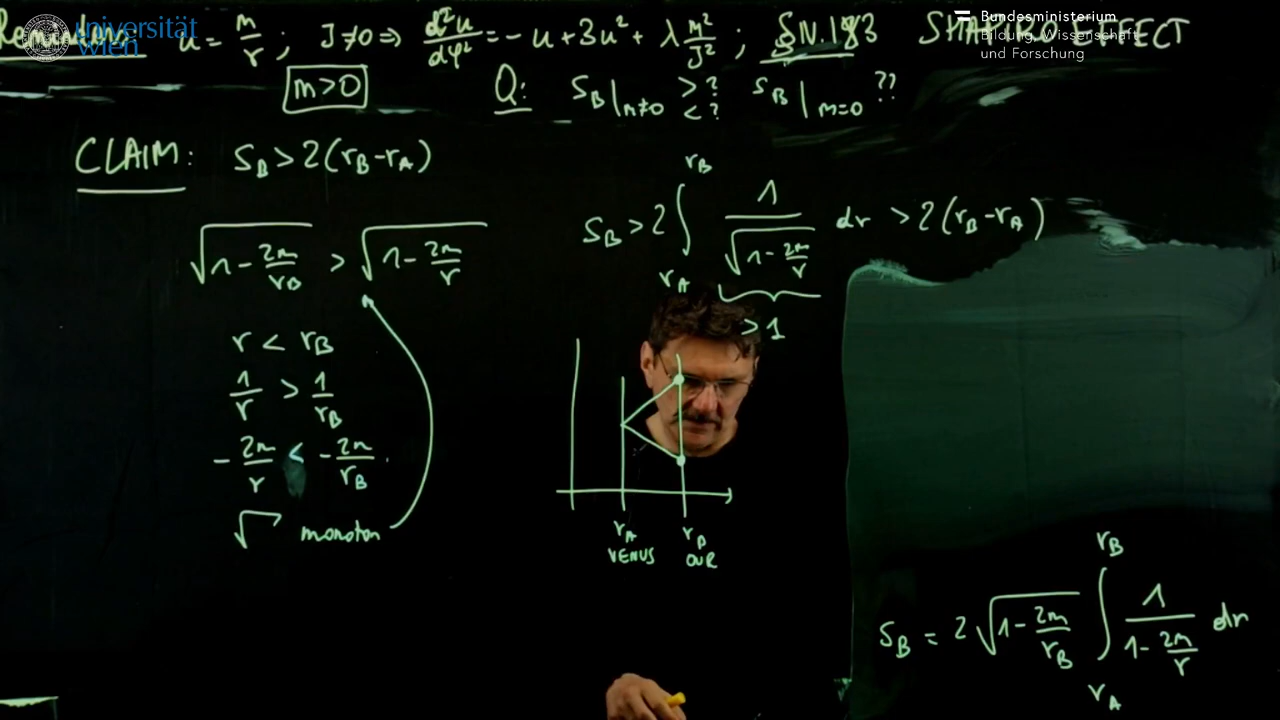 Reminder: u = m/r ; J≠0 ⇒ d²u/dφ² = -u + 3u² + λ m²/J² ; §IV.183 SHAPIRO EFFECT
universität wien
Bundesministerium
Bildung, Wissenschaft
und Forschung
m>0 Q: s_B|_{m≠0} >? <? s_B|_{m=0} ??
CLAIM: s_B > 2(r_B - r_A)
√(1 - 2m/r_B) > √(1 - 2m/r)
s_B > 2 ∫_{r_A}^{r_B} 1/√(1 - 2m/r) dr > 2(r_B - r_A)
>1
r < r_B
1/r > 1/r_B
-2m/r < -2m/r_B
√ monoton
r_A r_B
VENUS OUR
s_B = 2√(1 - 2m/r_B) ∫_{r_A}^{r_B} 1/(1 - 2m/r) dr